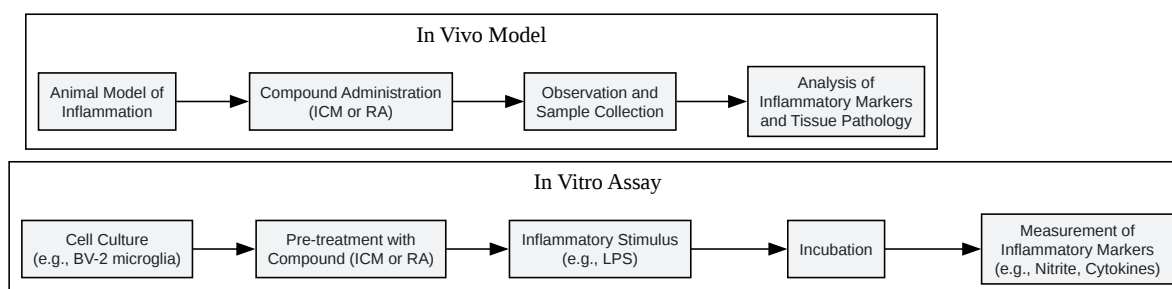 In Vivo Model
Animal Model of
Inflammation
Compound Administration
(ICM or RA)
Observation and
Sample Collection
Analysis of
Inflammatory Markers
and Tissue Pathology
In Vitro Assay
Cell Culture
(e.g., BV-2 microglia)
Pre-treatment with
Compound (ICM or RA)
Inflammatory Stimulus
(e.g., LPS)
Incubation
Measurement of
Inflammatory Markers
(e.g., Nitrite, Cytokines)